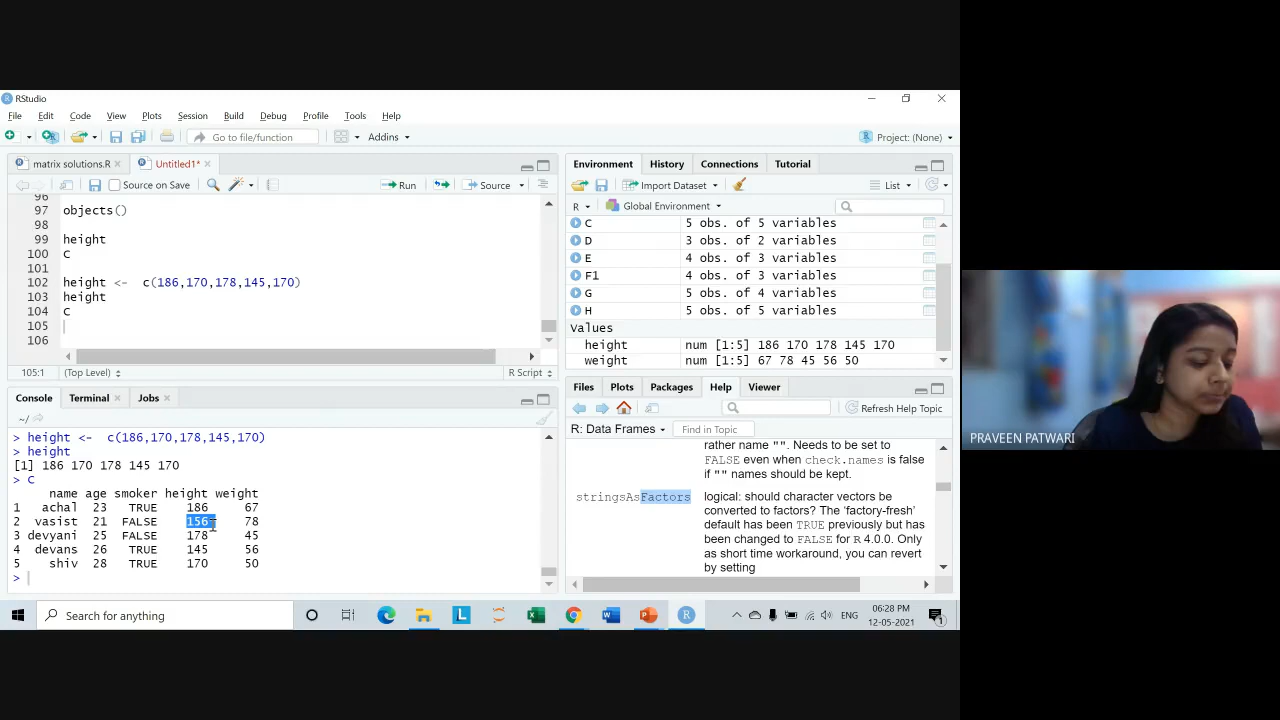 RStudio
File Edit Code View Plots Session Build Debug Profile Tools Help
Go to file/function Addins Project: (None)
matrix solutions.R Untitled1*
Source on Save Run Source
96
97 objects()
98
99 height
100 C
101
102 height <- c(186,170,178,145,170)
103 height
104 C
105
106
105:1 (Top Level) R Script
Console Terminal Jobs
~/
> height <- c(186,170,178,145,170)
> height
[1] 186 170 178 145 170
> C
name age smoker height weight
1 achal 23 TRUE 186 67
2 vasist 21 FALSE 156 78
3 devyani 25 FALSE 178 45
4 devans 26 TRUE 145 56
5 shiv 28 TRUE 170 50
>
Environment History Connections Tutorial
Import Dataset List
R Global Environment
C 5 obs. of 5 variables
D 3 obs. of 2 variables
E 4 obs. of 3 variables
F1 4 obs. of 3 variables
G 5 obs. of 4 variables
H 5 obs. of 5 variables
Values
height num [1:5] 186 170 178 145 170
weight num [1:5] 67 78 45 56 50
Files Plots Packages Help Viewer
Refresh Help Topic
R: Data Frames Find in Topic
rather name "". Needs to be set to
FALSE even when check.names is false
if "" names should be kept.
stringsAsFactors logical: should character vectors be
converted to factors? The ‘factory-fresh’
default has been TRUE previously but has
been changed to FALSE for R 4.0.0. Only
as short time workaround, you can revert
by setting
PRAVEEN PATWARI
Search for anything
ENG
06:28 PM
12-05-2021
1